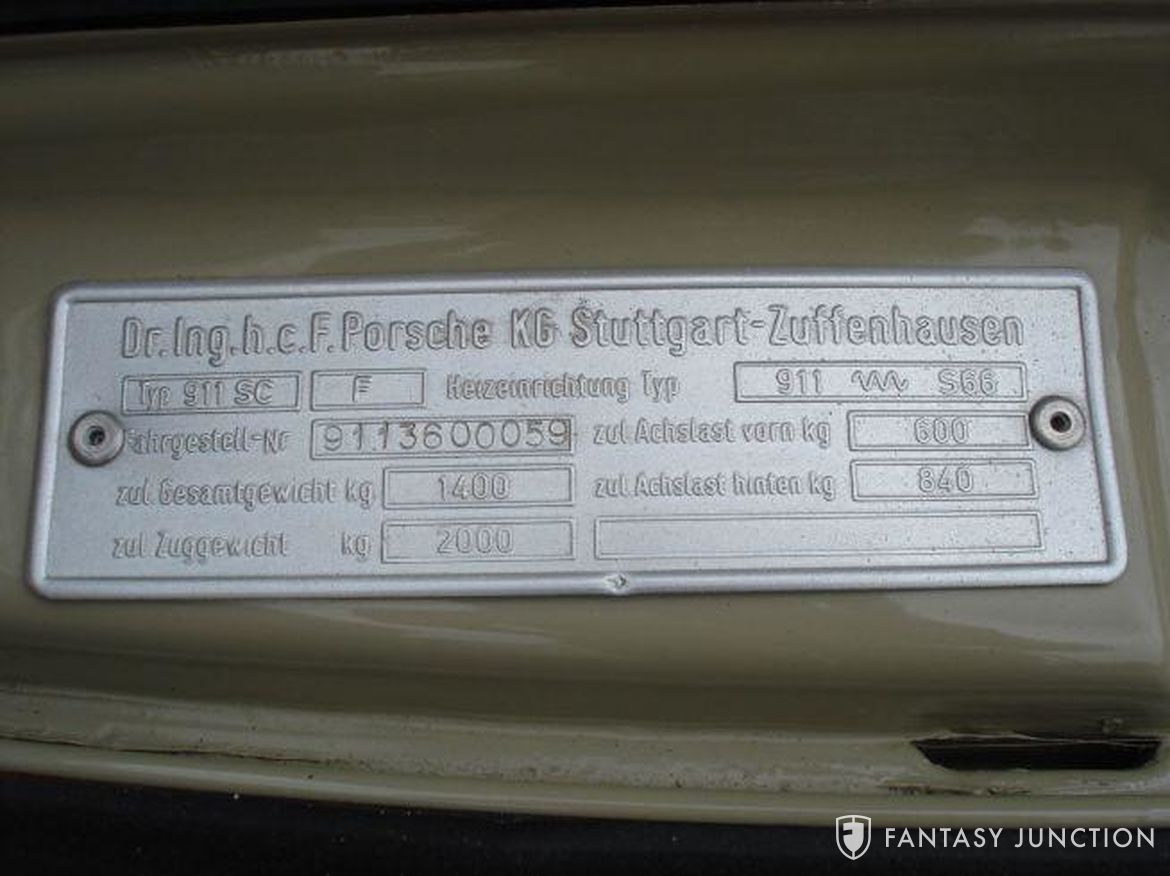 Dr. Ing. h. c. F. Porsche KG Stuttgart-Zuffenhausen
Typ 911 SC F Heizeinrichtung Typ 911 S66
Fahrgestell-Nr 9113600059 zul Achslast vorn kg 600
zul Gesamtgewicht kg 1400 zul Achslast hinten kg 840
zul Zuggewicht kg 2000
FANTASY JUNCTION